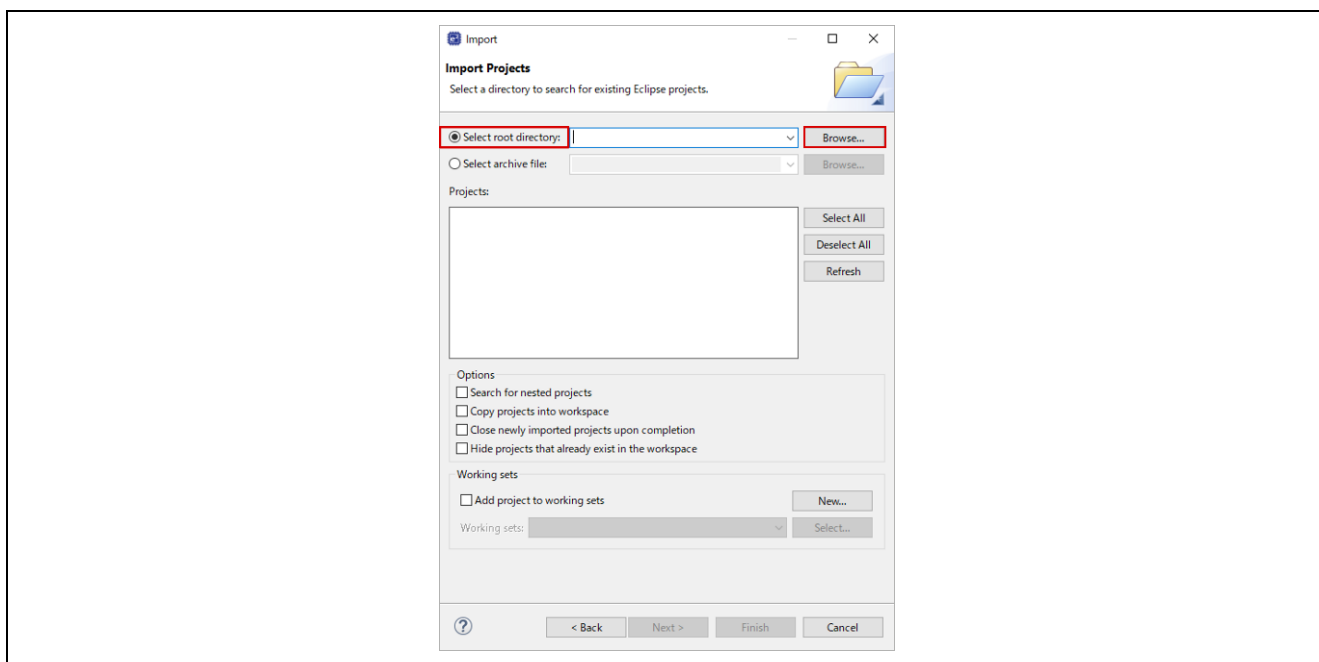 Import
Import Projects
Select a directory to search for existing Eclipse projects.
Select root directory: Browse...
Select archive file: Browse...
Projects:
Select All
Deselect All
Refresh
Options
Search for nested projects
Copy projects into workspace
Close newly imported projects upon completion
Hide projects that already exist in the workspace
Working sets
Add project to working sets New...
Working sets: Select...
? < Back Next > Finish Cancel